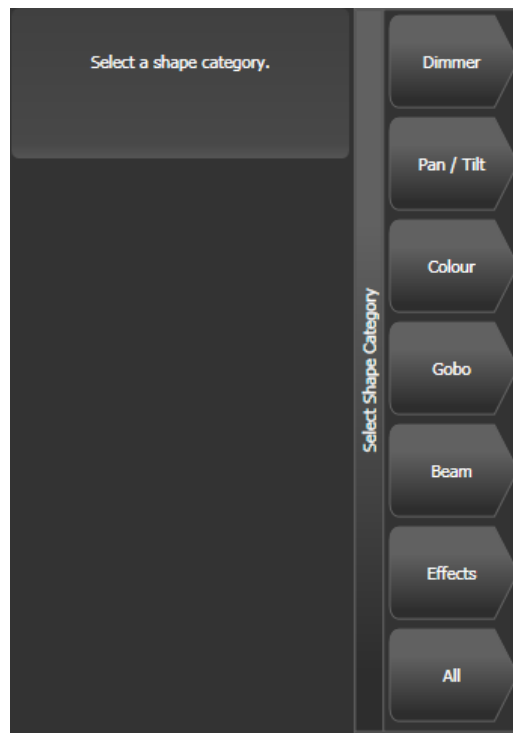 Select a shape category.
Select Shape Category
Dimmer
Pan / Tilt
Colour
Gobo
Beam
Effects
All